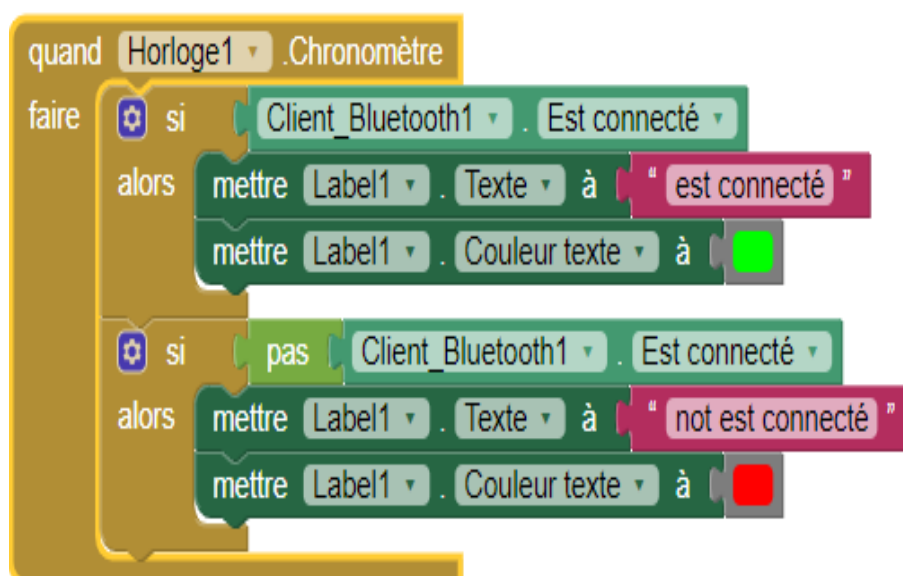 quand Horloge1 .Chronomètre
faire si Client_Bluetooth1 . Est connecté
alors mettre Label1 . Texte à " est connecté "
mettre Label1 . Couleur texte à
si pas Client_Bluetooth1 . Est connecté
alors mettre Label1 . Texte à " not est connecté "
mettre Label1 . Couleur texte à